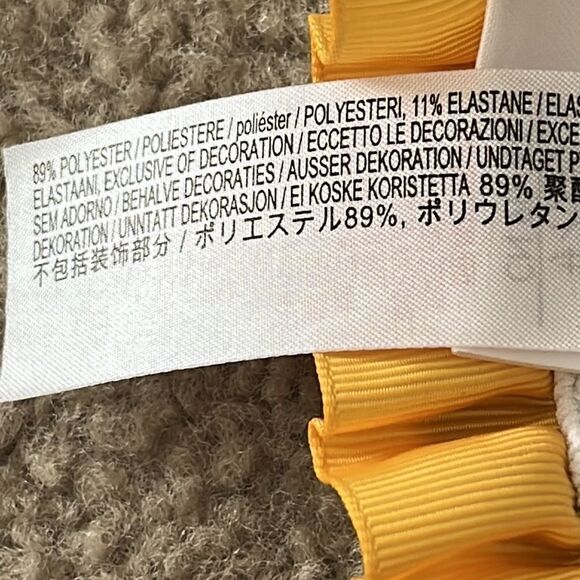 89% POLYESTER / POLIESTERE / poliéster / POLYESTERI, 11% ELASTANE / ELAS
ELASTAANI, EXCLUSIVE OF DECORATION / ECCETTO LE DECORAZIONI / EXCE
SEM ADORNO / BEHALVE DECORATIES / AUSSER DEKORATION / UNDTAGET P
DEKORATION / UNNTATT DEKORASJON / EI KOSKE KORISTETTA 89% 聚酯
不包括装饰部分 / ポリエステル89%, ポリウレタン